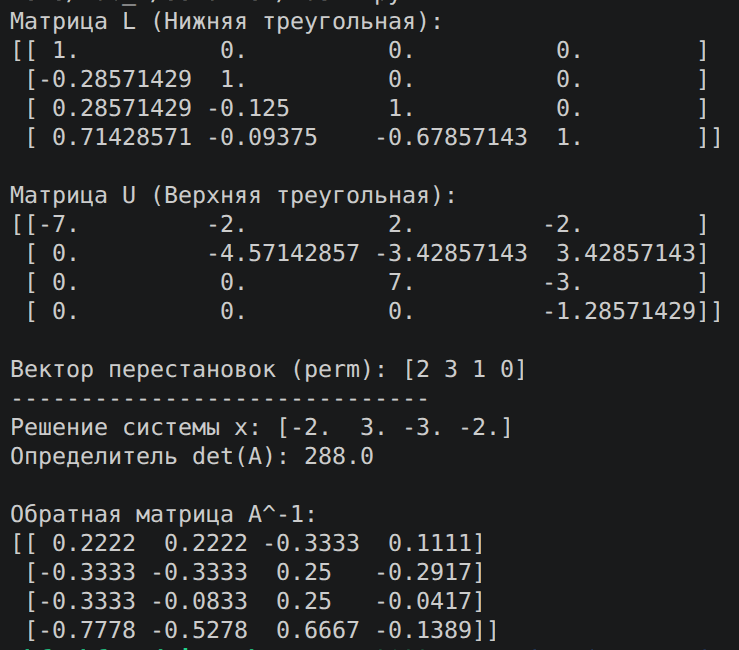 Матрица L (Нижняя треугольная):
[[ 1.          0.          0.          0.        ]
 [-0.28571429  1.          0.          0.        ]
 [ 0.28571429 -0.125       1.          0.        ]
 [ 0.71428571 -0.09375    -0.67857143  1.        ]]
Матрица U (Верхняя треугольная):
[[-7.         -2.          2.         -2.        ]
 [ 0.         -4.57142857 -3.42857143  3.42857143]
 [ 0.          0.          7.         -3.        ]
 [ 0.          0.          0.         -1.28571429]]
Вектор перестановок (perm): [2 3 1 0]
------------------------------
Решение системы x: [-2.  3. -3. -2.]
Определитель det(A): 288.0
Обратная матрица A^-1:
[[ 0.2222  0.2222 -0.3333  0.1111]
 [-0.3333 -0.3333  0.25   -0.2917]
 [-0.3333 -0.0833  0.25   -0.0417]
 [-0.7778 -0.5278  0.6667 -0.1389]]